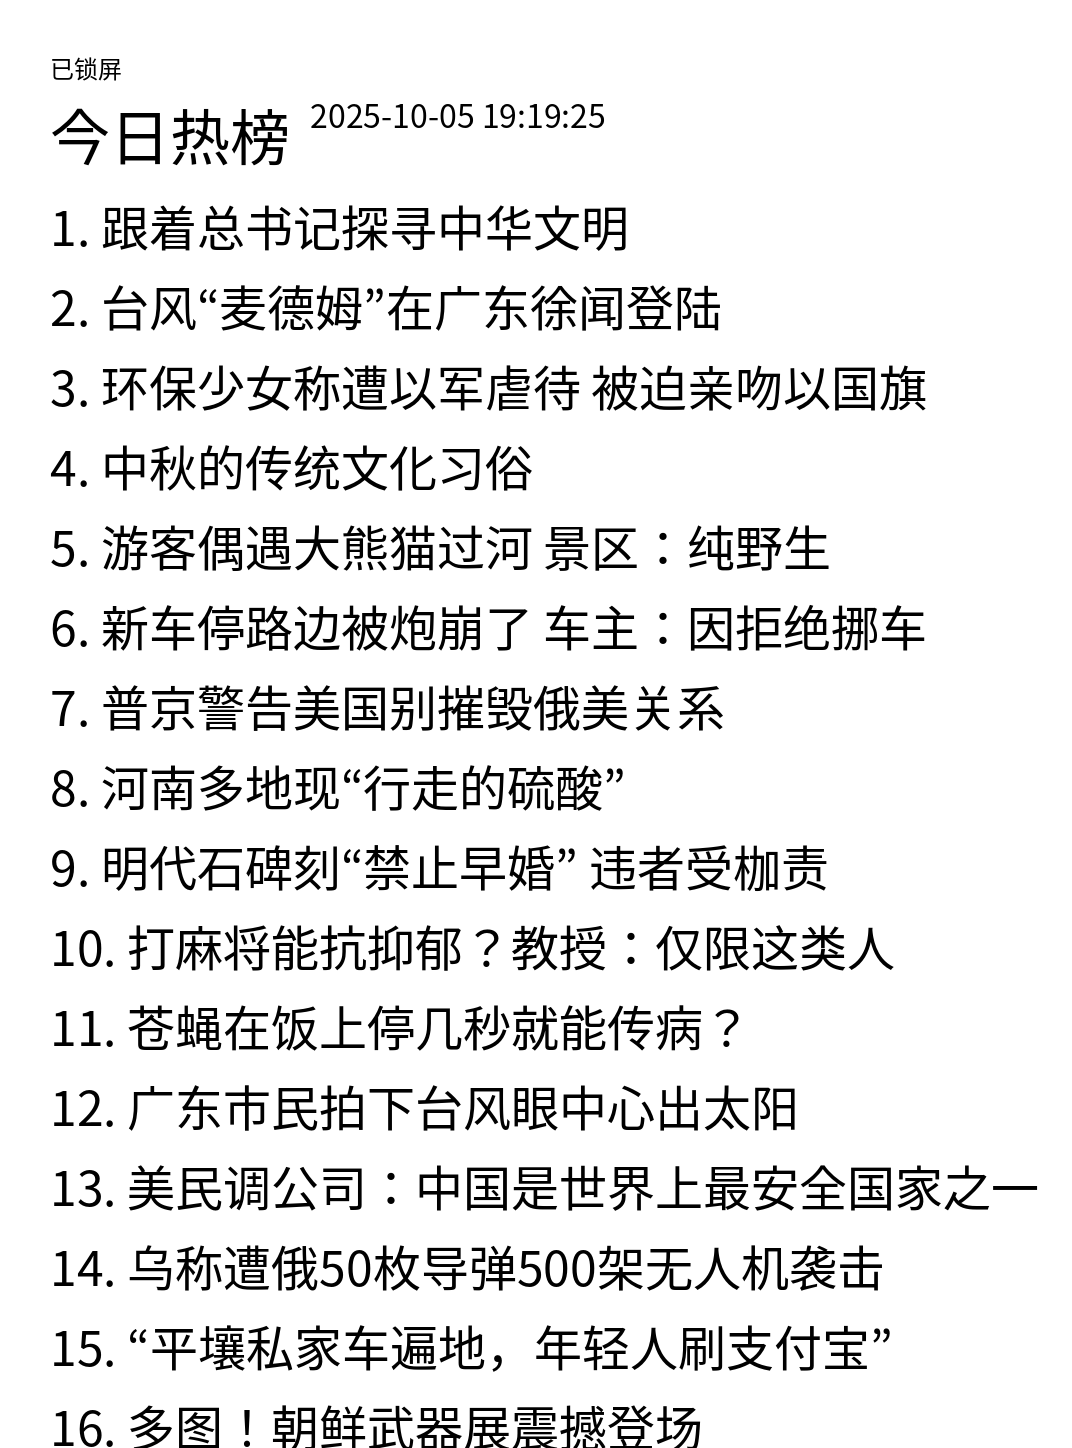 已锁屏
今日热榜 2025-10-05 19:19:25
1. 跟着总书记探寻中华文明
2. 台风“麦德姆”在广东徐闻登陆
3. 环保少女称遭以军虐待 被迫亲吻以国旗
4. 中秋的传统文化习俗
5. 游客偶遇大熊猫过河 景区：纯野生
6. 新车停路边被炮崩了 车主：因拒绝挪车
7. 普京警告美国别摧毁俄美关系
8. 河南多地现“行走的硫酸”
9. 明代石碑刻“禁止早婚” 违者受枷责
10. 打麻将能抗抑郁？教授：仅限这类人
11. 苍蝇在饭上停几秒就能传病？
12. 广东市民拍下台风眼中心出太阳
13. 美民调公司：中国是世界上最安全国家之一
14. 乌称遭俄50枚导弹500架无人机袭击
15. “平壤私家车遍地，年轻人刷支付宝”
16. 多图！朝鲜武器展震撼登场